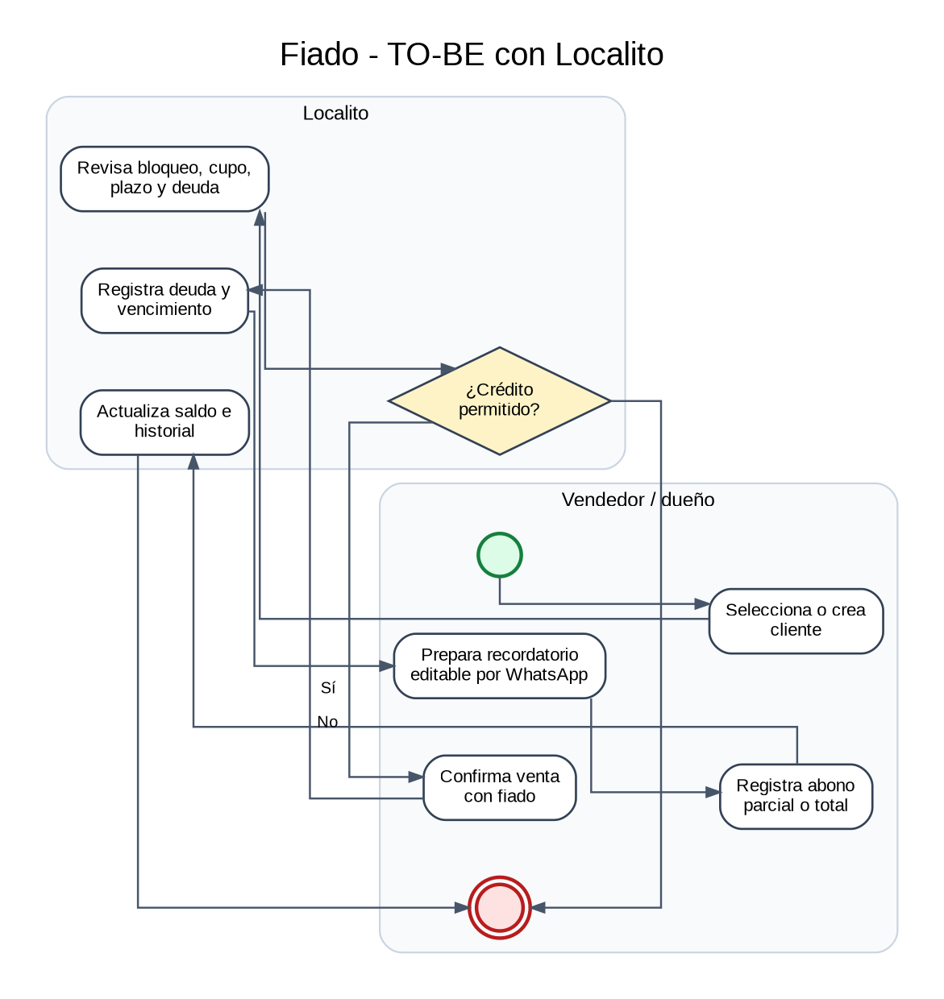 Fiado - TO-BE con Localito
Localito
Revisa bloqueo, cupo,
plazo y deuda
Registra deuda y
vencimiento
¿Crédito
permitido?
Actualiza saldo e
historial
Vendedor / dueño
Selecciona o crea
cliente
Prepara recordatorio
editable por WhatsApp
Sí
No
Confirma venta
con fiado
Registra abono
parcial o total